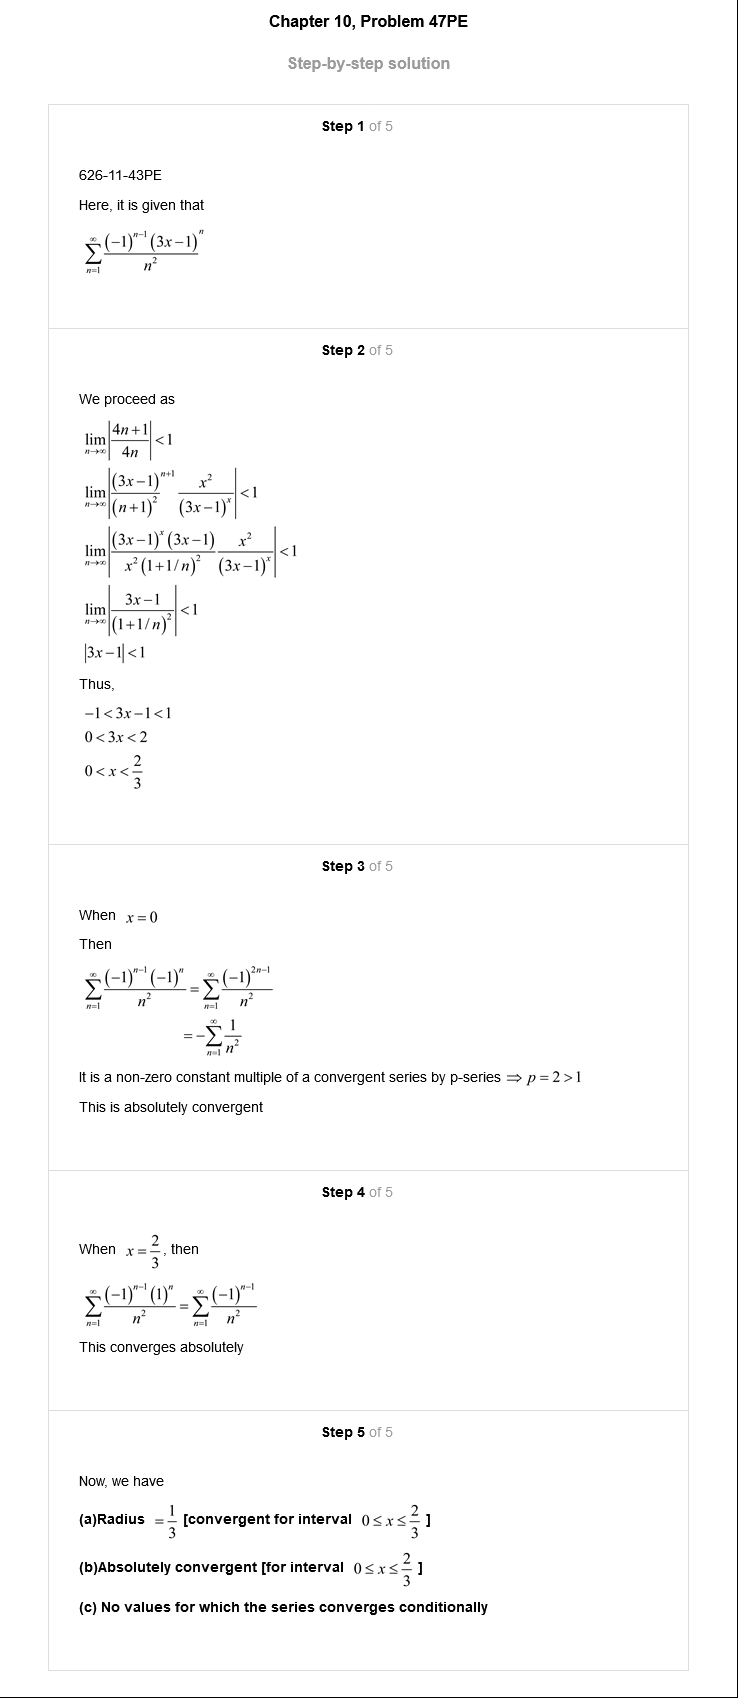 Chapter 10, Problem 47PE
Step-by-step solution
Step 1 of 5
626-11-43PE
Here, it is given that
$\sum_{n=1}^{\infty} \frac{(-1)^{n-1}(3x-1)^n}{n^2}$
Step 2 of 5
We proceed as
$\lim_{n\to\infty} \left|\frac{4n+1}{4n}\right| < 1$
$\lim_{n\to\infty} \left|\frac{(3x-1)^{n+1}}{(n+1)^2} \frac{x^2}{(3x-1)^x}\right| < 1$
$\lim_{n\to\infty} \left|\frac{(3x-1)^x(3x-1)}{x^2(1+1/n)^2} \frac{x^2}{(3x-1)^x}\right| < 1$
$\lim_{n\to\infty} \left|\frac{3x-1}{(1+1/n)^2}\right| < 1$
$|3x-1| < 1$
Thus,
$-1 < 3x-1 < 1$
$0 < 3x < 2$
$0 < x < \frac{2}{3}$
Step 3 of 5
When $x = 0$
Then
$\sum_{n=1}^{\infty} \frac{(-1)^{n-1}(-1)^n}{n^2} = \sum_{n=1}^{\infty} \frac{(-1)^{2n-1}}{n^2}$
$= -\sum_{n=1}^{\infty} \frac{1}{n^2}$
It is a non-zero constant multiple of a convergent series by p-series $\Rightarrow p = 2 > 1$
This is absolutely convergent
Step 4 of 5
When $x = \frac{2}{3}$, then
$\sum_{n=1}^{\infty} \frac{(-1)^{n-1}(1)^n}{n^2} = \sum_{n=1}^{\infty} \frac{(-1)^{n-1}}{n^2}$
This converges absolutely
Step 5 of 5
Now, we have
(a)Radius $= \frac{1}{3}$ [convergent for interval $0 \le x \le \frac{2}{3}$ ]
(b)Absolutely convergent [for interval $0 \le x \le \frac{2}{3}$ ]
(c) No values for which the series converges conditionally